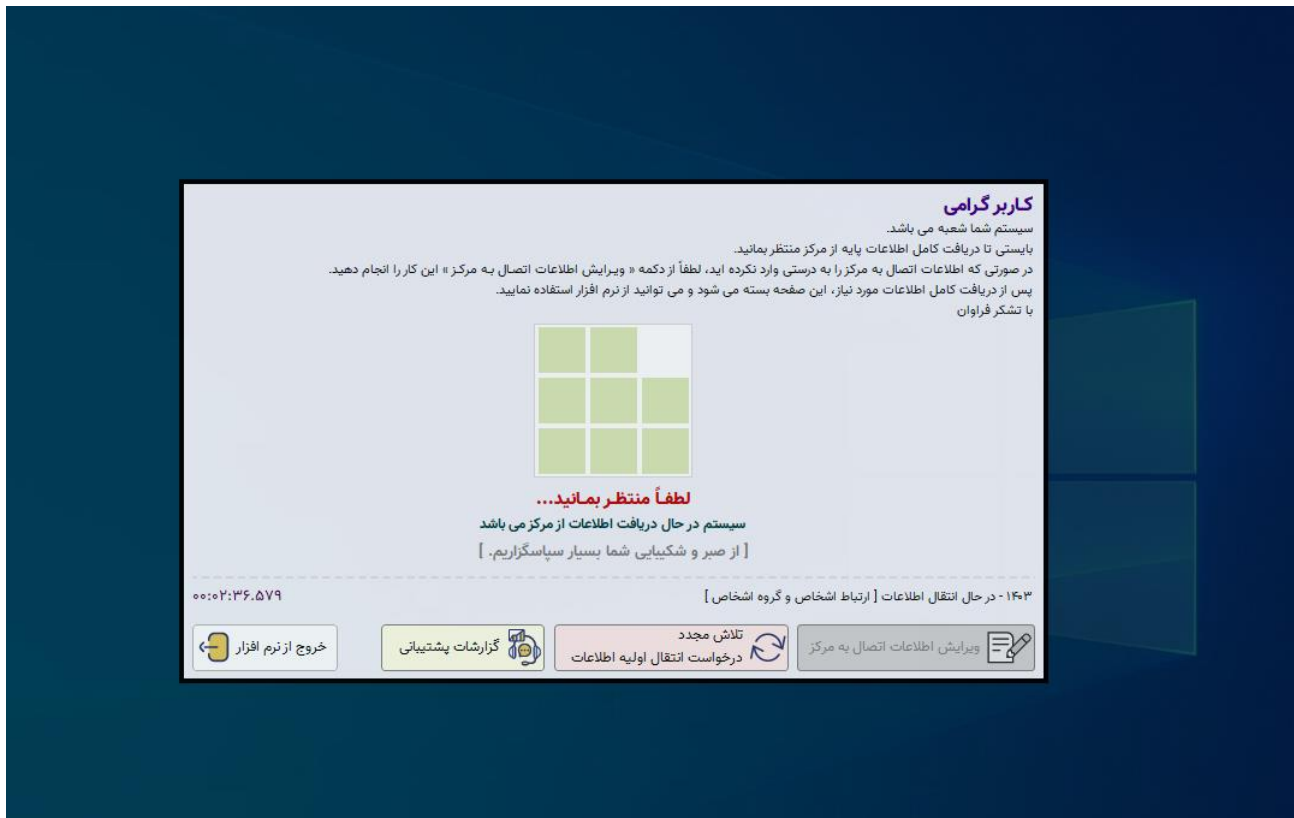 کاربر گرامی
سیستم شما شعبه می باشد.
بایستی تا دریافت کامل اطلاعات پایه از مرکز منتظر بمانید.
در صورتی که اطلاعات اتصال به مرکز را به درستی وارد نکرده اید، لطفاً از دکمه « ویرایش اطلاعات اتصال به مرکز » این کار را انجام دهید.
پس از دریافت کامل اطلاعات مورد نیاز، این صفحه بسته می شود و می توانید از نرم افزار استفاده نمایید.
با تشکر فراوان
لطفاً منتظر بمانید...
سیستم در حال دریافت اطلاعات از مرکز می باشد
[ از صبر و شکیبایی شما بسیار سپاسگزاریم. ]
۱۴۰۳ - در حال انتقال اطلاعات [ ارتباط اشخاص و گروه اشخاص ]
۰۰:۰۲:۳۶.۵۷۹
ویرایش اطلاعات اتصال به مرکز
تلاش مجدد
درخواست انتقال اولیه اطلاعات
گزارشات پشتیبانی
خروج از نرم افزار